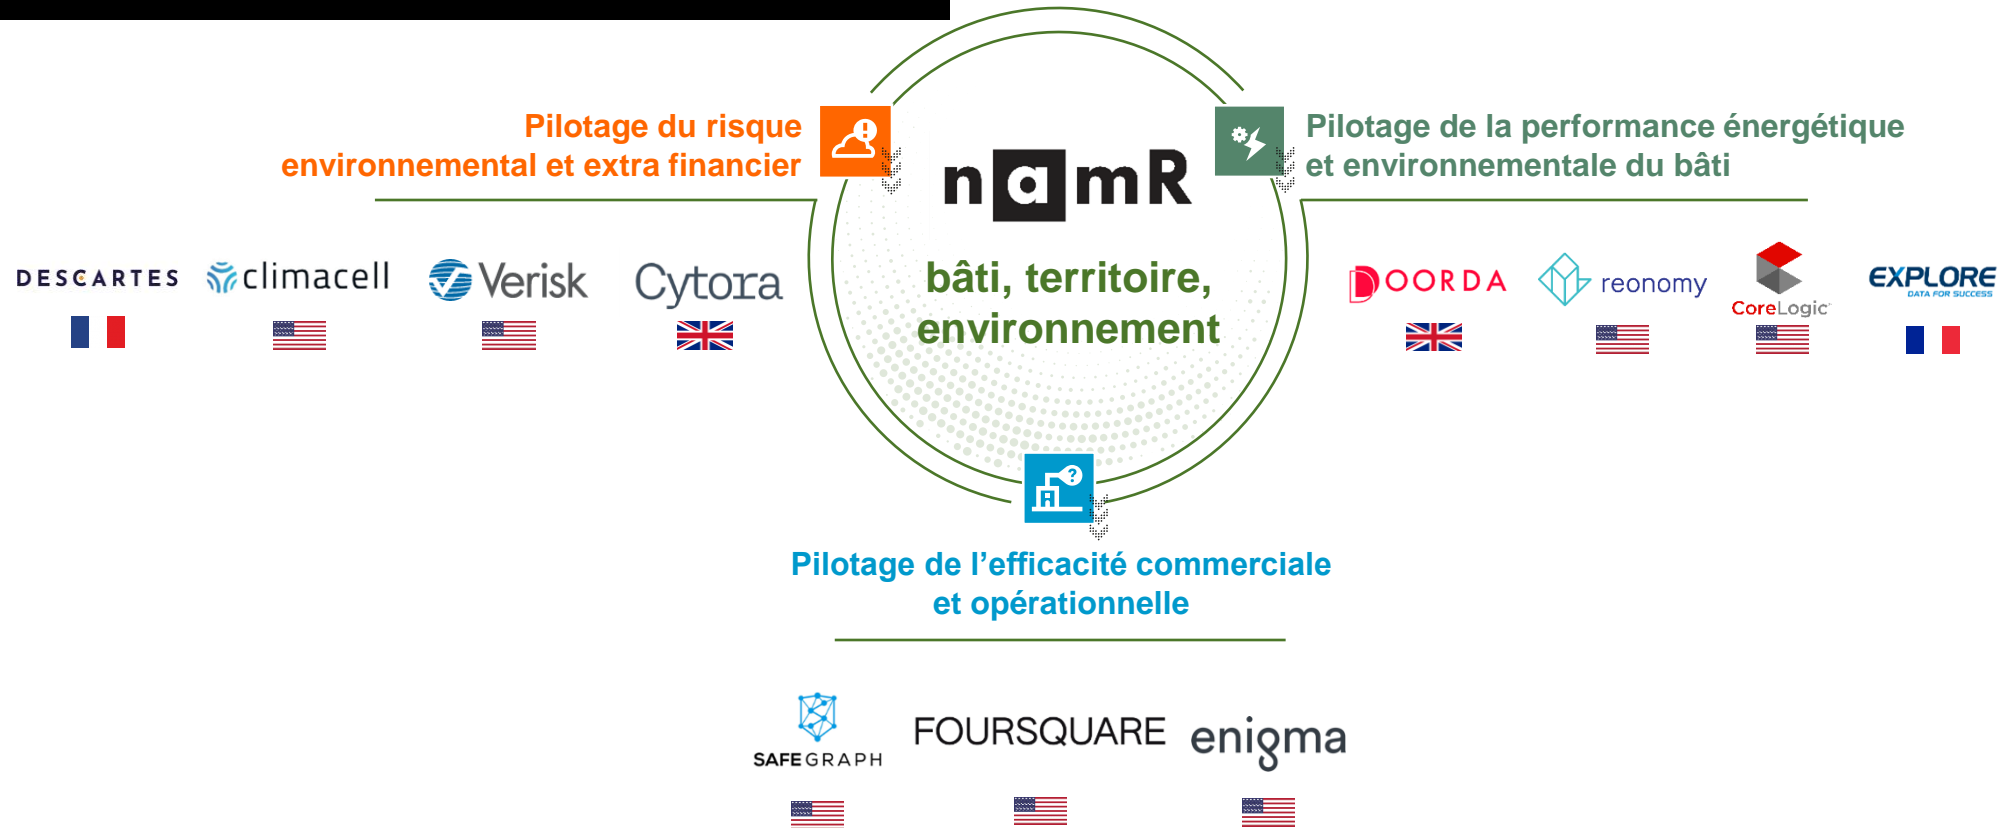 Pilotage du risque
environnemental et extra financier
Pilotage de la performance énergétique
et environnementale du bâti
namR
bâti, territoire,
environnement
DESCARTES
climacell
Verisk
Cytora
DOORDA
reonomy
CoreLogic
EXPLORE
DATA FOR SUCCESS
?
Pilotage de l’efficacité commerciale
et opérationnelle
SAFEGRAPH
FOURSQUARE
enigma